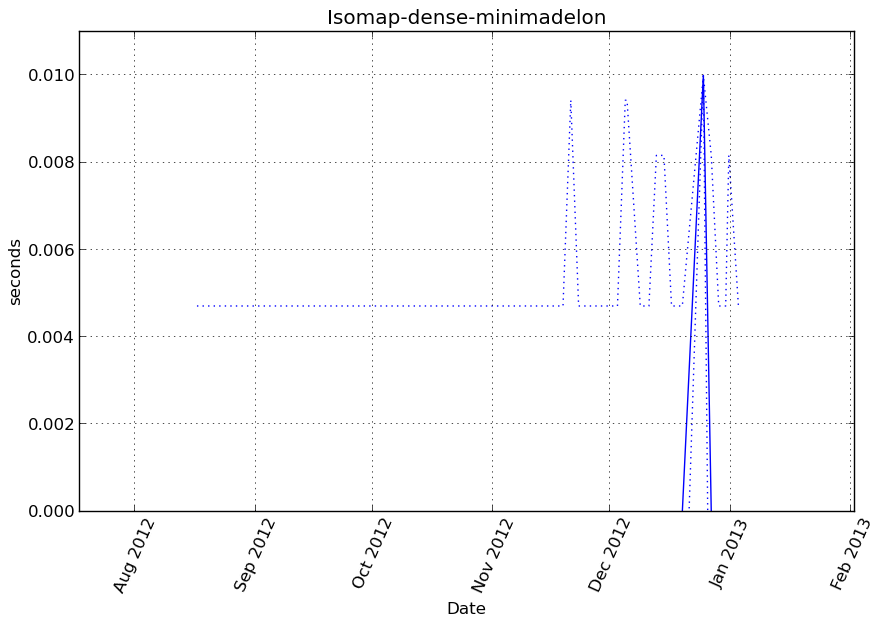 Isomap-dense-minimadelon
0.010
0.008
0.006
0.004
0.002
0.000
seconds
Aug 2012
Sep 2012
Oct 2012
Nov 2012
Dec 2012
Jan 2013
Feb 2013
Date